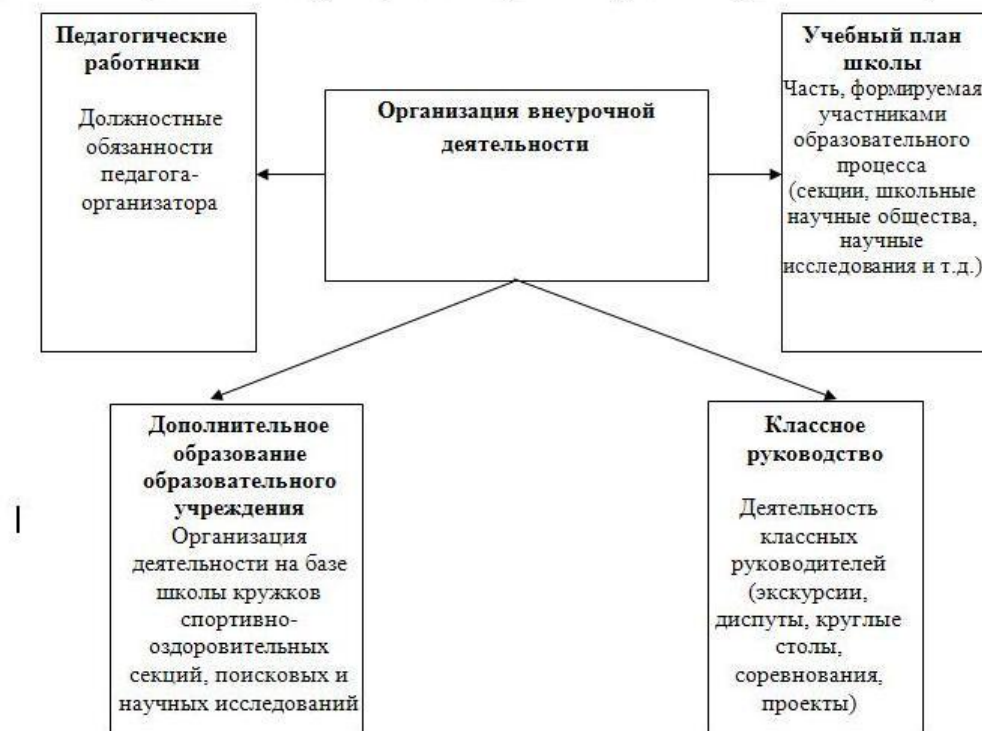 Педагогические
работники
Должностные
обязанности
педагога-
организатора
Организация внеурочной
деятельности
Учебный план
школы
Часть, формируемая
участниками
образовательного
процесса
(секции, школьные
научные общества,
научные
исследования и т.д.)
Дополнительное
образование
образовательного
учреждения
Организация
деятельности на базе
школы кружков
спортивно-
оздоровительных
секций, поисковых и
научных исследований
Классное
руководство
Деятельность
классных
руководителей
(экскурсии,
диспуты, круглые
столы,
соревнования,
проекты)